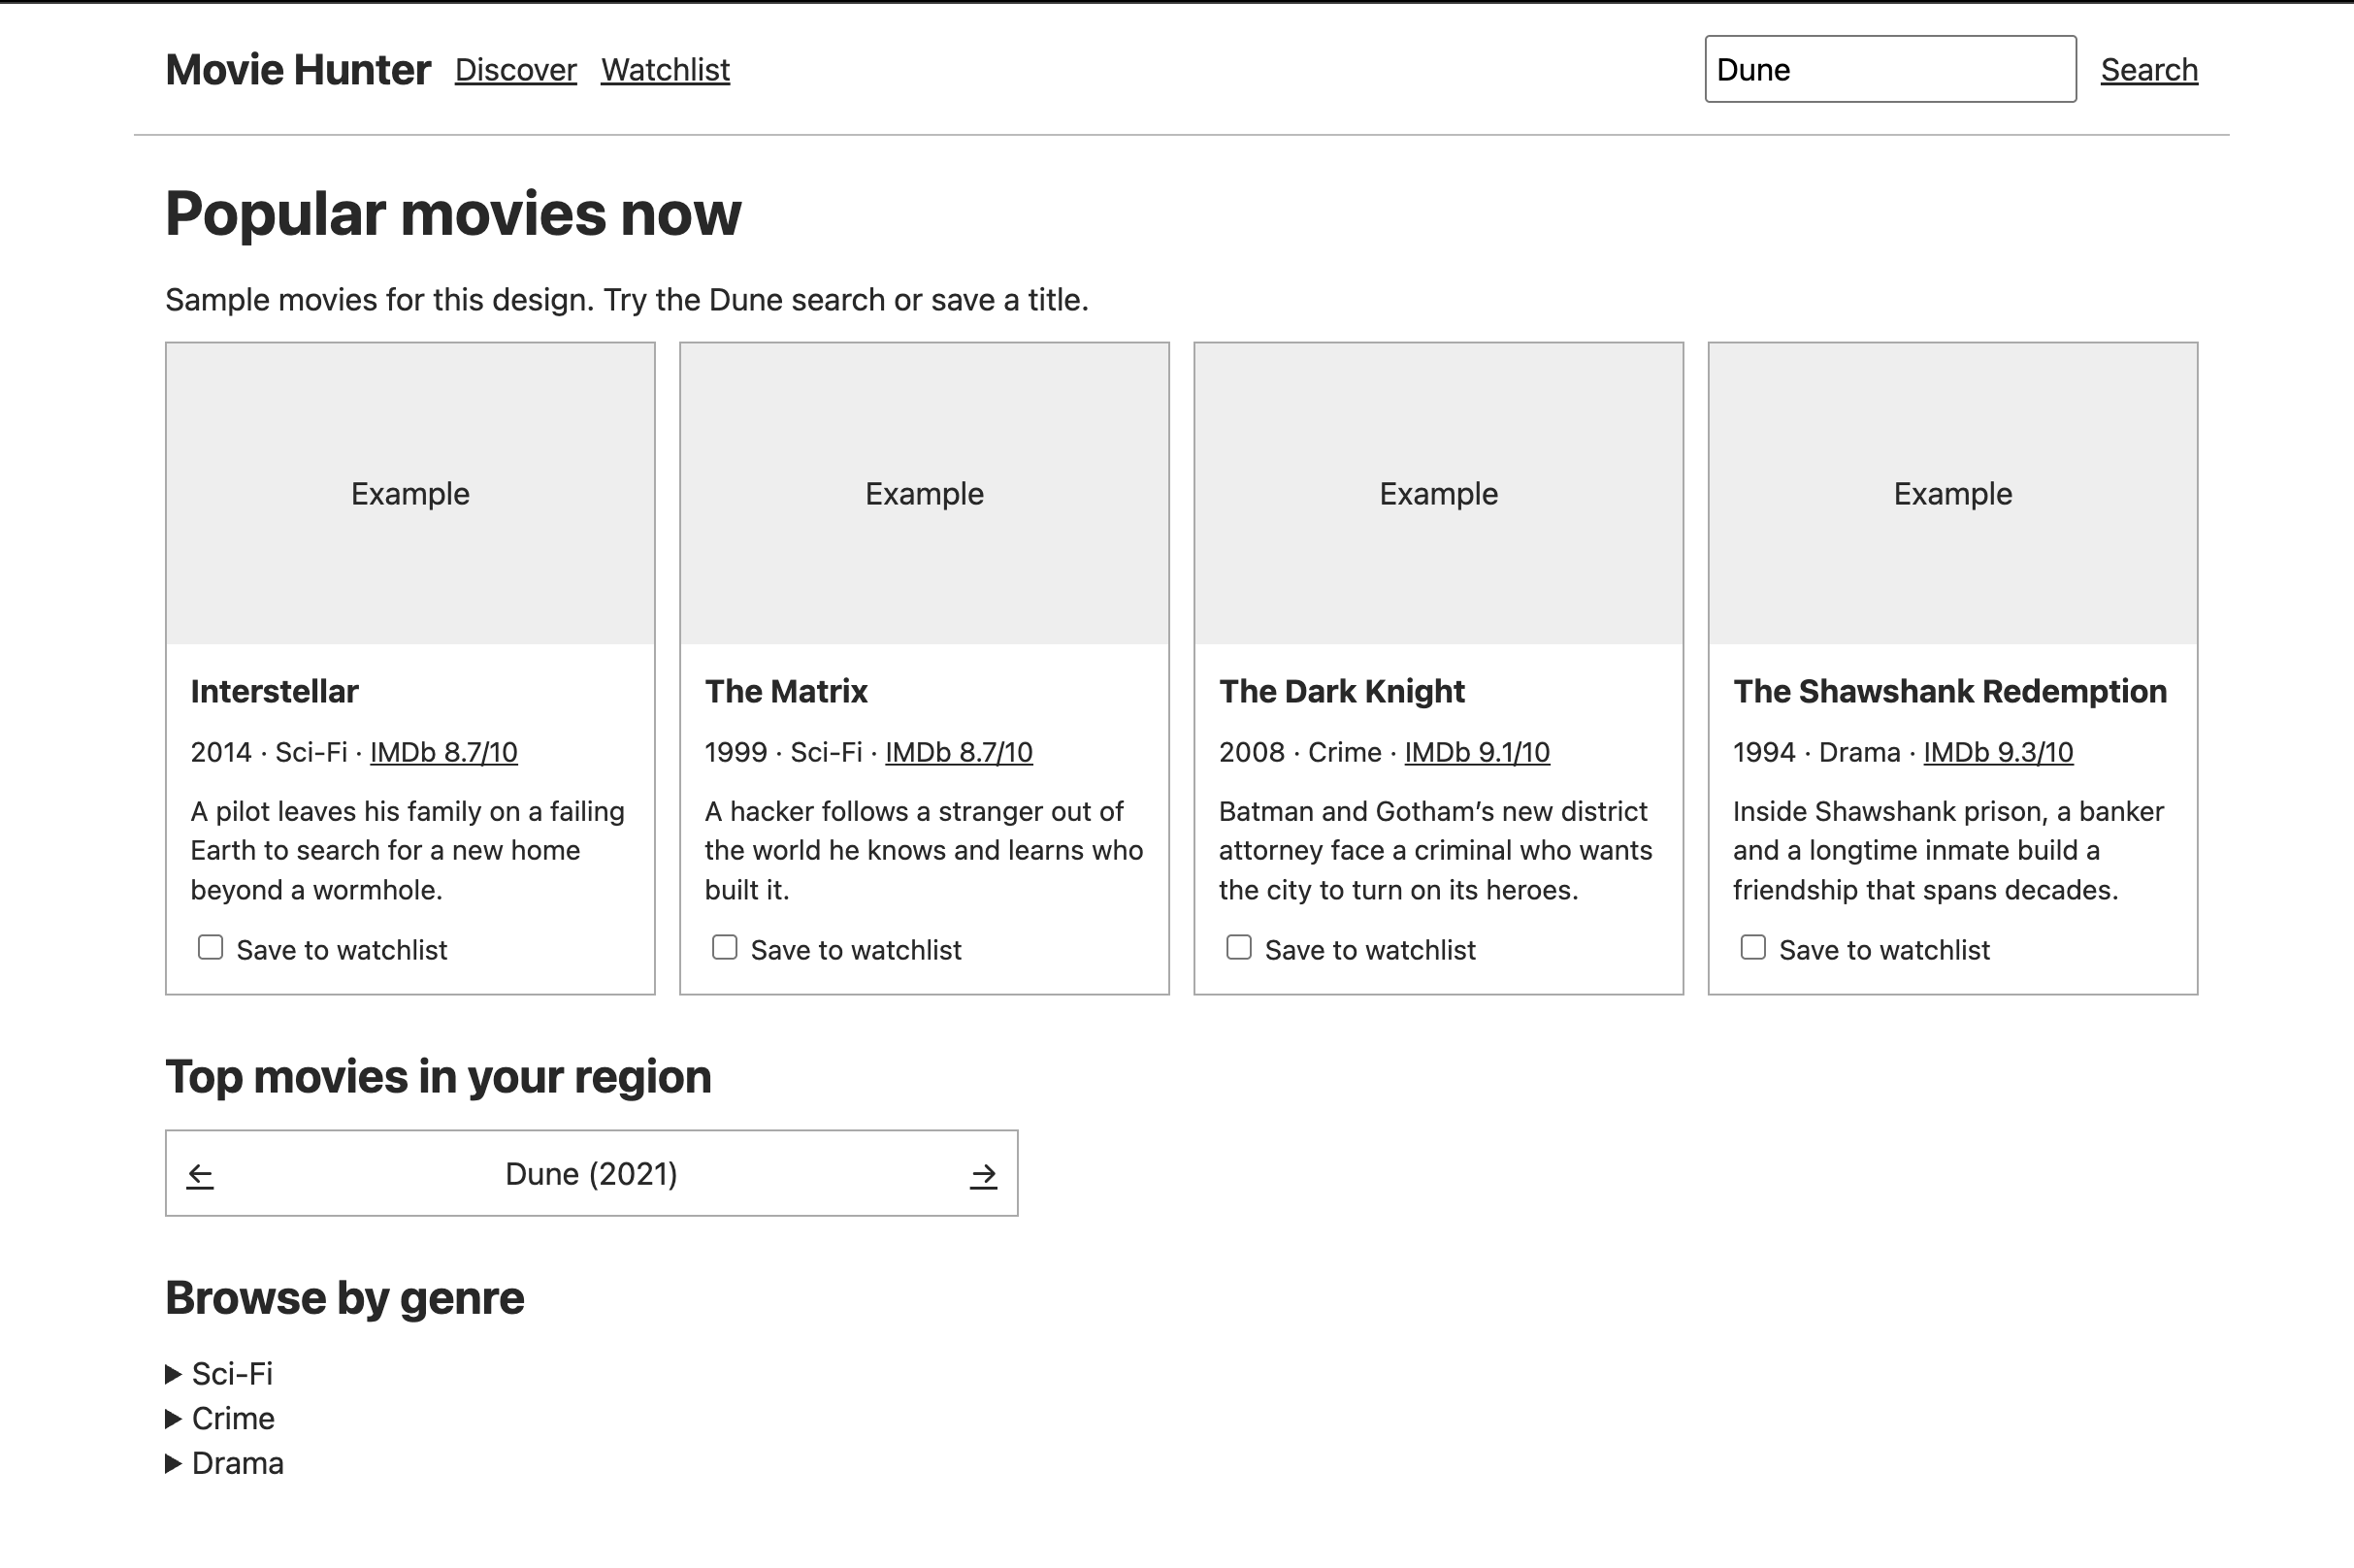 Movie Hunter Discover Watchlist Dune Search
Popular movies now
Sample movies for this design. Try the Dune search or save a title.
Example
Interstellar
2014 · Sci-Fi · IMDb 8.7/10
A pilot leaves his family on a failing
Earth to search for a new home
beyond a wormhole.
Save to watchlist
Example
The Matrix
1999 · Sci-Fi · IMDb 8.7/10
A hacker follows a stranger out of
the world he knows and learns who
built it.
Save to watchlist
Example
The Dark Knight
2008 · Crime · IMDb 9.1/10
Batman and Gotham’s new district
attorney face a criminal who wants
the city to turn on its heroes.
Save to watchlist
Example
The Shawshank Redemption
1994 · Drama · IMDb 9.3/10
Inside Shawshank prison, a banker
and a longtime inmate build a
friendship that spans decades.
Save to watchlist
Top movies in your region
← Dune (2021) →
Browse by genre
Sci-Fi
Crime
Drama